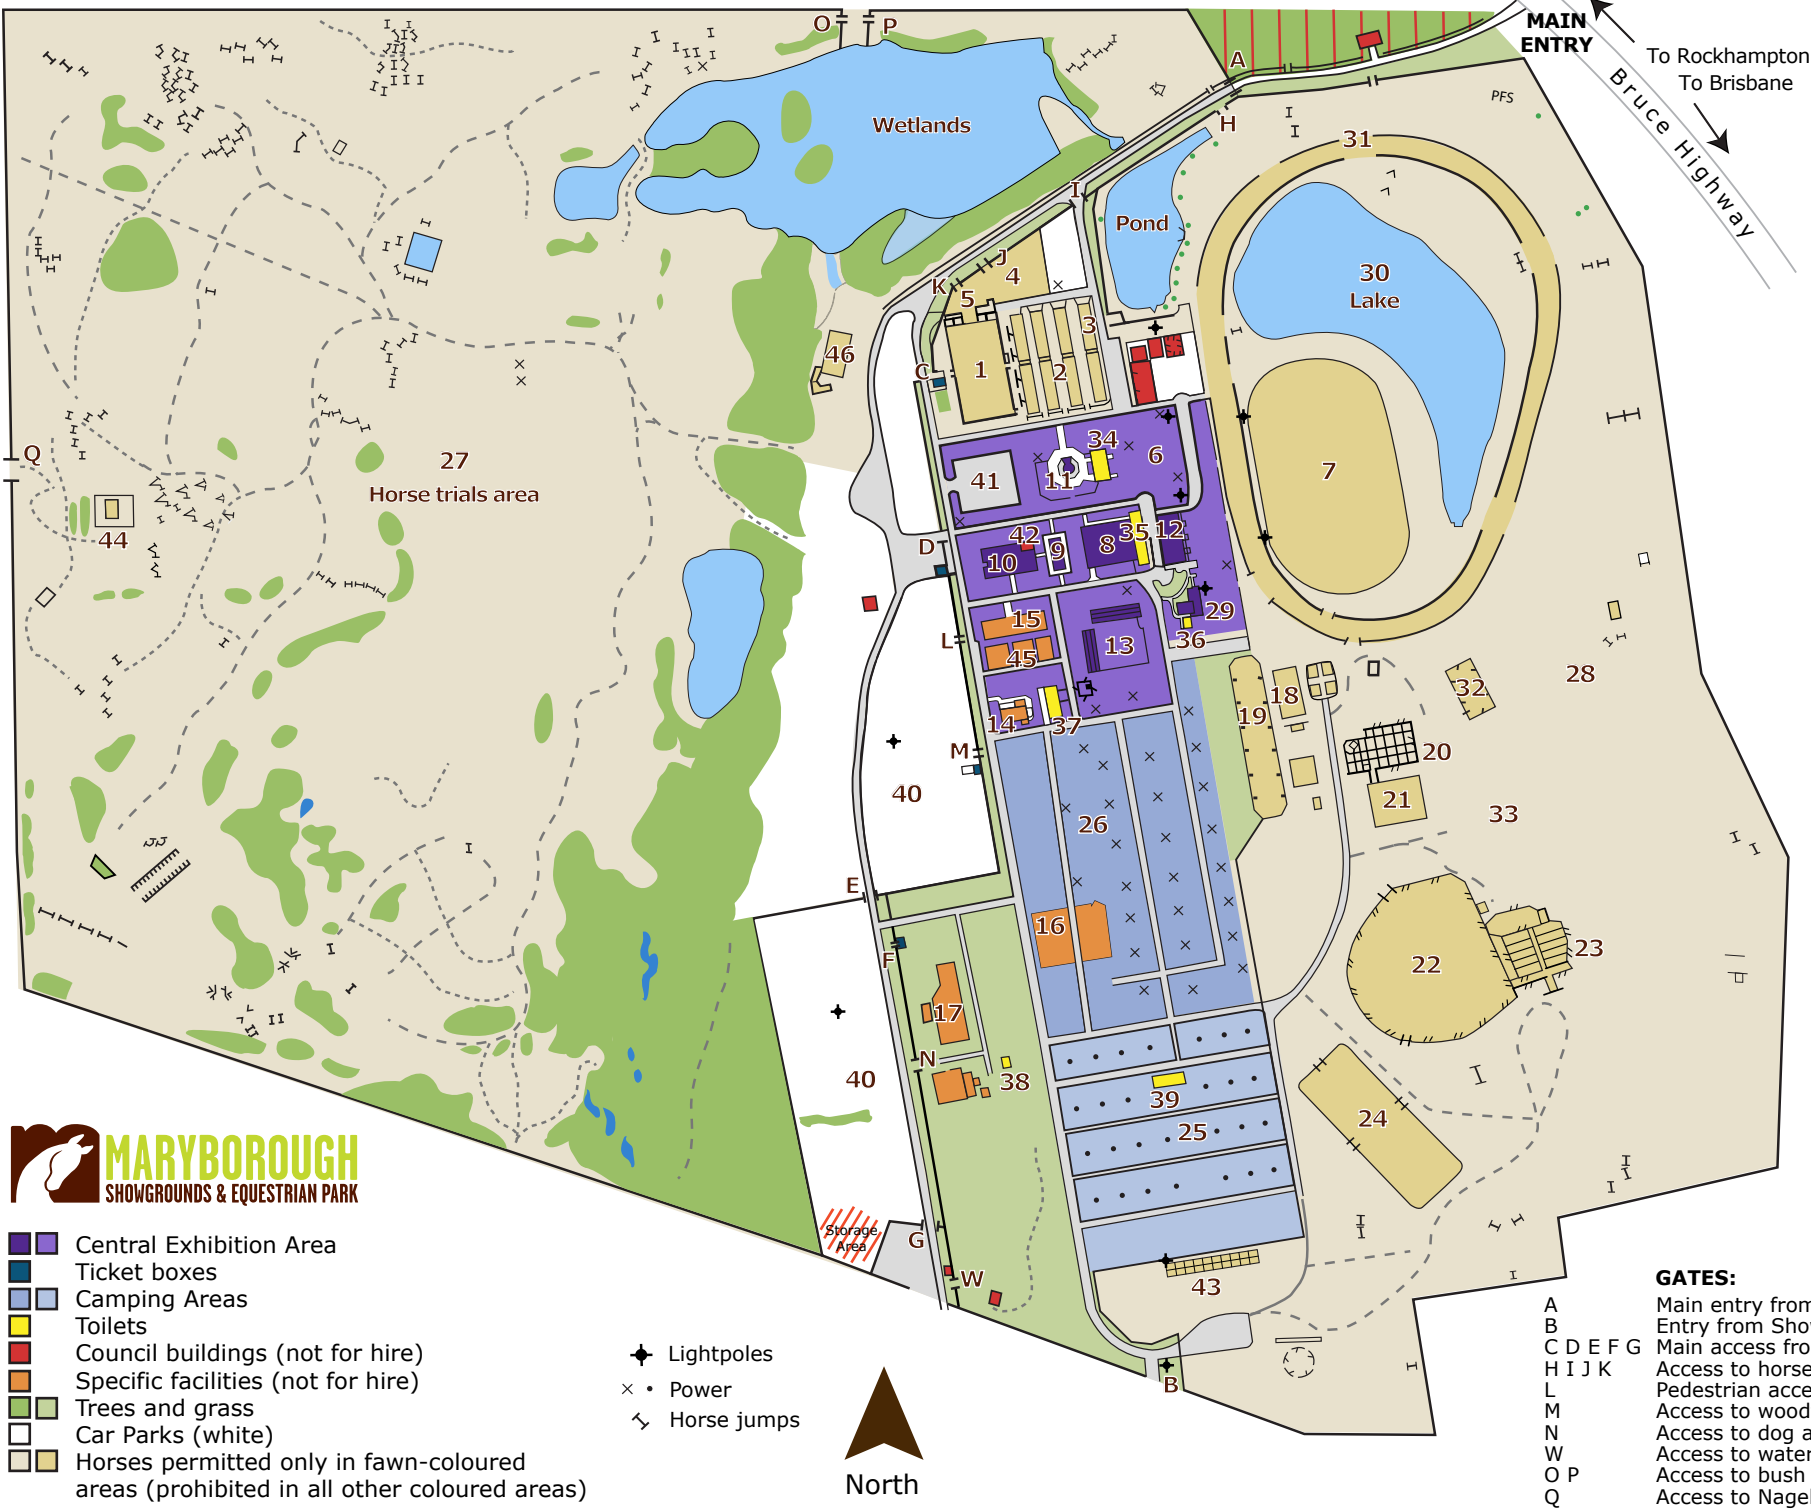 O
P
MAIN
ENTRY
To Rockhampton
To Brisbane
Bruce Highway
A
PFS
Wetlands
H
31
I
Pond
J
4
K
5
30
Lake
3
46
C
1
2
Q
27
Horse trials area
34
6
41
11
7
44
D
42
35
12
10
9
8
15
29
L
13
36
45
28
18
32
14
37
19
M
20
40
21
26
33
E
16
F
22
23
17
N
40
38
39
24
25
MARYBOROUGH
SHOWGROUNDS & EQUESTRIAN PARK
Storage
Area
G
W
43
B
Central Exhibition Area
Ticket boxes
Camping Areas
Toilets
Council buildings (not for hire)
Specific facilities (not for hire)
Trees and grass
Car Parks (white)
Horses permitted only in fawn-coloured
areas (prohibited in all other coloured areas)
Lightpoles
Power
Horse jumps
North
GATES:
A Main entry from
B Entry from
C D E F G Main access
H I J K Access to horse
L Pedestrian
M Access to wood
N Access to dog
W Access to water
O P Access to bush
Q Access to